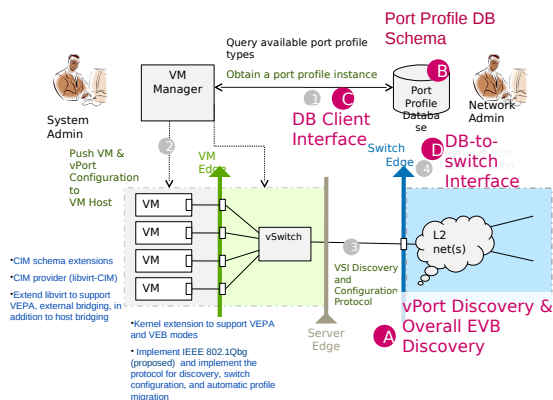 Port Profile DB
Schema
Query available port profile
types
Obtain a port profile instance
VM
Manager
B
Port
Profile
Databa
se
1
C
DB Client
Interface
System
Admin
Network
Admin
2
Push VM &
vPort
Configuration
to
VM Host
VM
Edge
Switch
Edge
D
DB-to-
switch
Interface
4
VM
VM
VM
VM
vSwitch
3
L2
net(s)
VSI Discovery
and
Configuration
Protocol
•CIM schema extensions
•CIM provider (libvirt-CIM)
•Extend libvirt to support
VEPA, external bridging, in
addition to host bridging
Server
Edge
A
vPort Discovery &
Overall EVB
Discovery
•Kernel extension to support VEPA
and VEB modes
• Implement IEEE 802.1Qbg
(proposed) and implement the
protocol for discovery, switch
configuration, and automatic profile
migration